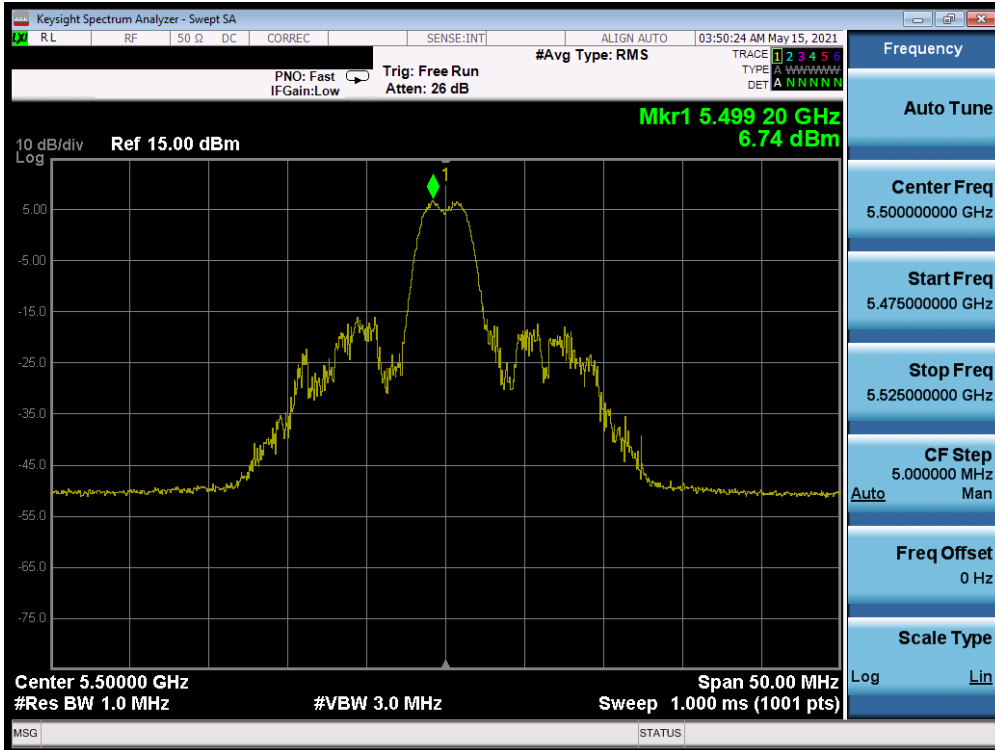 Keysight Spectrum Analyzer - Swept SA
LXI RL RF 50 Ω DC CORREC SENSE:INT ALIGN AUTO 03:50:24 AM May 15, 2021
#Avg Type: RMS TRACE 1 2 3 4 5 6
PNO: Fast Trig: Free Run TYPE A WWWWW
IFGain:Low Atten: 26 dB DET A N N N N N
Mkr1 5.499 20 GHz
6.74 dBm
10 dB/div Ref 15.00 dBm
Log
1
5.00
-5.00
-15.0
-25.0
-35.0
-45.0
-55.0
-65.0
-75.0
Center 5.50000 GHz Span 50.00 MHz
#Res BW 1.0 MHz #VBW 3.0 MHz Sweep 1.000 ms (1001 pts)
MSG STATUS
Frequency
Auto Tune
Center Freq
5.500000000 GHz
Start Freq
5.475000000 GHz
Stop Freq
5.525000000 GHz
CF Step
5.000000 MHz
Auto Man
Freq Offset
0 Hz
Scale Type
Log Lin